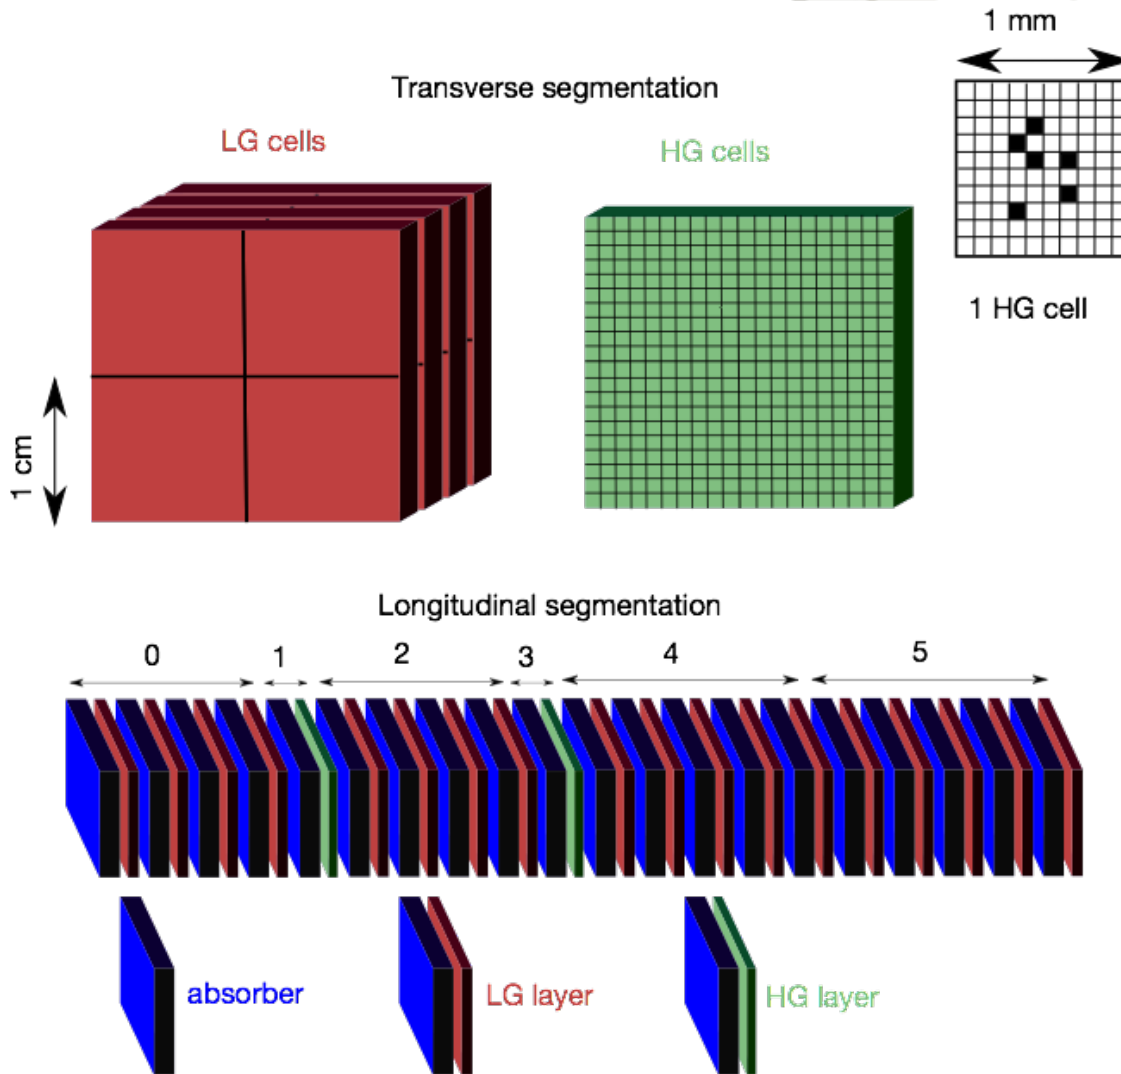 1 mm
Transverse segmentation
LG cells
HG cells
1 HG cell
1 cm
Longitudinal segmentation
0 1 2 3 4 5
absorber
LG layer
HG layer